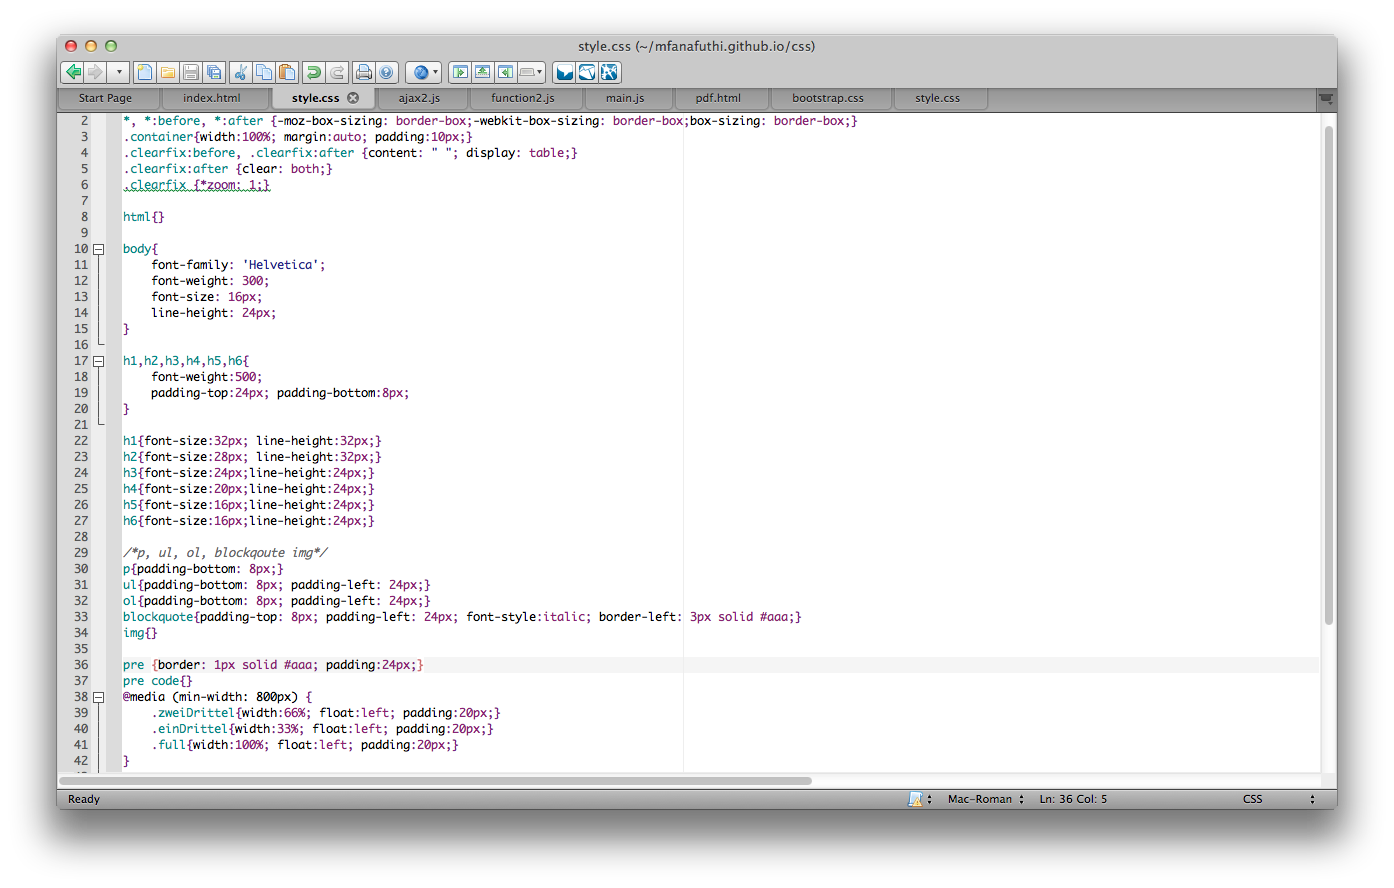 style.css (~/mfanafuthi.github.io/css)
Start Page index.html style.css ajax2.js function2.js main.js pdf.html bootstrap.css style.css
2 *, *:before, *:after {-moz-box-sizing: border-box;-webkit-box-sizing: border-box;box-sizing: border-box;}
3 .container{width:100%; margin:auto; padding:10px;}
4 .clearfix:before, .clearfix:after {content: " "; display: table;}
5 .clearfix:after {clear: both;}
6 .clearfix {*zoom: 1;}
7
8 html{}
9
10 body{
11 font-family: 'Helvetica';
12 font-weight: 300;
13 font-size: 16px;
14 line-height: 24px;
15 }
16
17 h1,h2,h3,h4,h5,h6{
18 font-weight:500;
19 padding-top:24px; padding-bottom:8px;
20 }
21
22 h1{font-size:32px; line-height:32px;}
23 h2{font-size:28px; line-height:32px;}
24 h3{font-size:24px;line-height:24px;}
25 h4{font-size:20px;line-height:24px;}
26 h5{font-size:16px;line-height:24px;}
27 h6{font-size:16px;line-height:24px;}
28
29 /*p, ul, ol, blockqoute img*/
30 p{padding-bottom: 8px;}
31 ul{padding-bottom: 8px; padding-left: 24px;}
32 ol{padding-bottom: 8px; padding-left: 24px;}
33 blockquote{padding-top: 8px; padding-left: 24px; font-style:italic; border-left: 3px solid #aaa;}
34 img{}
35
36 pre {border: 1px solid #aaa; padding:24px;}
37 pre code{}
38 @media (min-width: 800px) {
39 .zweiDrittel{width:66%; float:left; padding:20px;}
40 .einDrittel{width:33%; float:left; padding:20px;}
41 .full{width:100%; float:left; padding:20px;}
42 }
Ready Mac-Roman Ln: 36 Col: 5 CSS